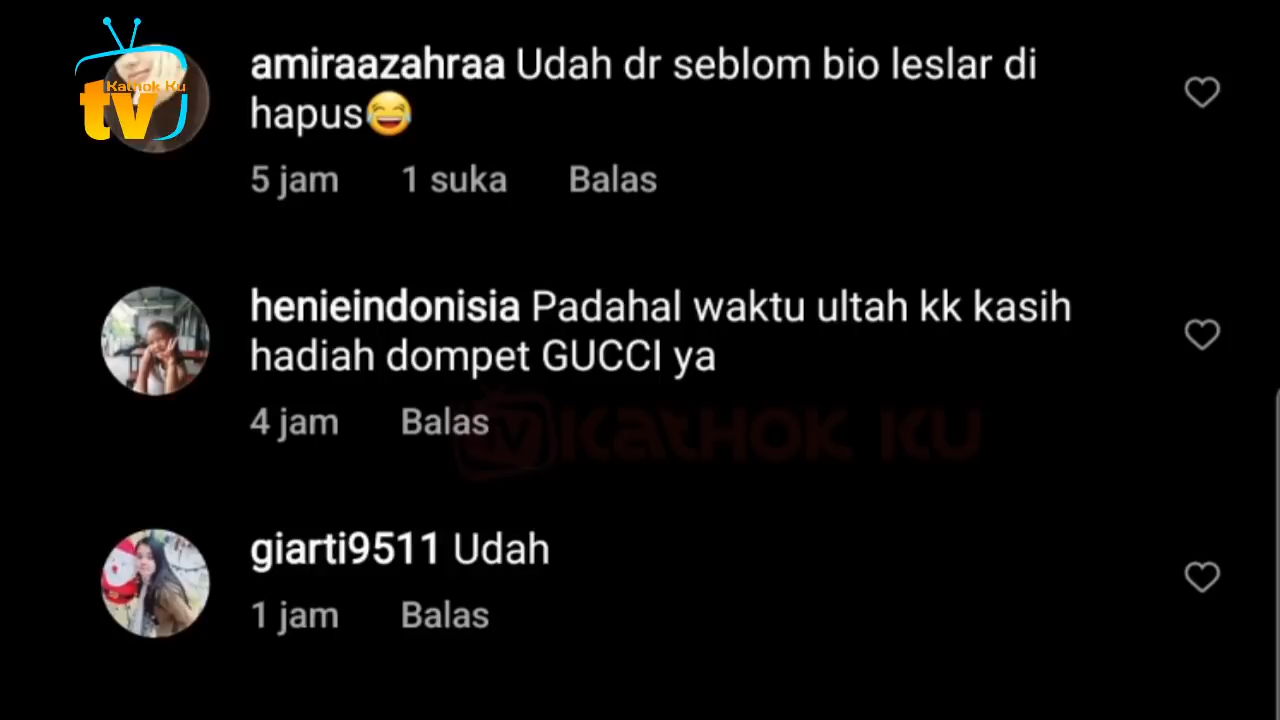 Kathok Ku
tv
amiraazahraa Udah dr seblom bio leslar di
hapus😂
5 jam 1 suka Balas
henieindonisia Padahal waktu ultah kk kasih
hadiah dompet GUCCI ya
4 jam Balas
tv KATHOK KU
giarti9511 Udah
1 jam Balas